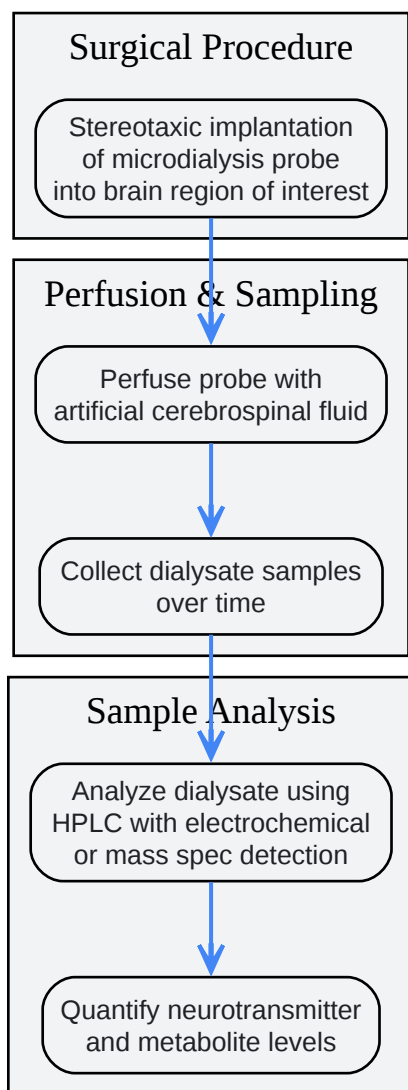 Surgical Procedure
Stereotaxic implantation
of microdialysis probe
into brain region of interest
Perfusion & Sampling
Perfuse probe with
artificial cerebrospinal fluid
Collect dialysate samples
over time
Sample Analysis
Analyze dialysate using
HPLC with electrochemical
or mass spec detection
Quantify neurotransmitter
and metabolite levels